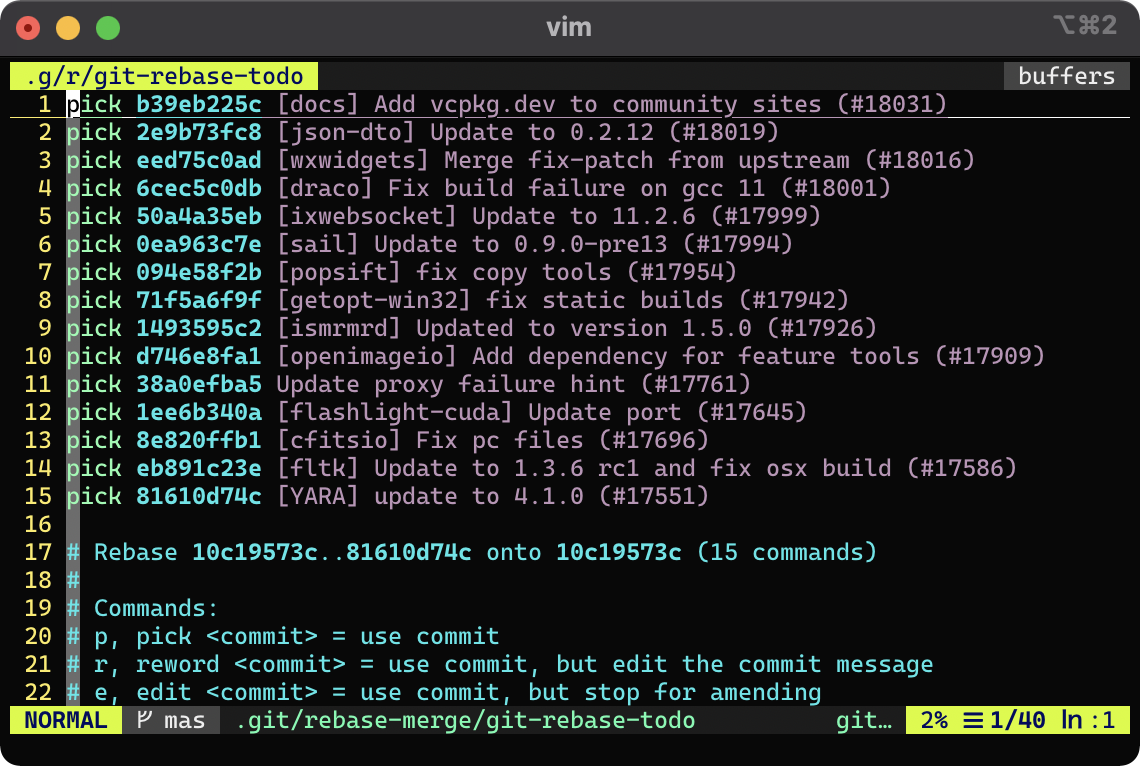 vim
⌥⌘2
.g/r/git-rebase-todo buffers
1 pick b39eb225c [docs] Add vcpkg.dev to community sites (#18031)
2 pick 2e9b73fc8 [json-dto] Update to 0.2.12 (#18019)
3 pick eed75c0ad [wxwidgets] Merge fix-patch from upstream (#18016)
4 pick 6cec5c0db [draco] Fix build failure on gcc 11 (#18001)
5 pick 50a4a35eb [ixwebsocket] Update to 11.2.6 (#17999)
6 pick 0ea963c7e [sail] Update to 0.9.0-pre13 (#17994)
7 pick 094e58f2b [popsift] fix copy tools (#17954)
8 pick 71f5a6f9f [getopt-win32] fix static builds (#17942)
9 pick 1493595c2 [ismrmrd] Updated to version 1.5.0 (#17926)
10 pick d746e8fa1 [openimageio] Add dependency for feature tools (#17909)
11 pick 38a0efba5 Update proxy failure hint (#17761)
12 pick 1ee6b340a [flashlight-cuda] Update port (#17645)
13 pick 8e820ffb1 [cfitsio] Fix pc files (#17696)
14 pick eb891c23e [fltk] Update to 1.3.6 rc1 and fix osx build (#17586)
15 pick 81610d74c [YARA] update to 4.1.0 (#17551)
16
17 # Rebase 10c19573c..81610d74c onto 10c19573c (15 commands)
18 #
19 # Commands:
20 # p, pick <commit> = use commit
21 # r, reword <commit> = use commit, but edit the commit message
22 # e, edit <commit> = use commit, but stop for amending
NORMAL mas .git/rebase-merge/git-rebase-todo git… 2% ☰ 1/40 ln :1